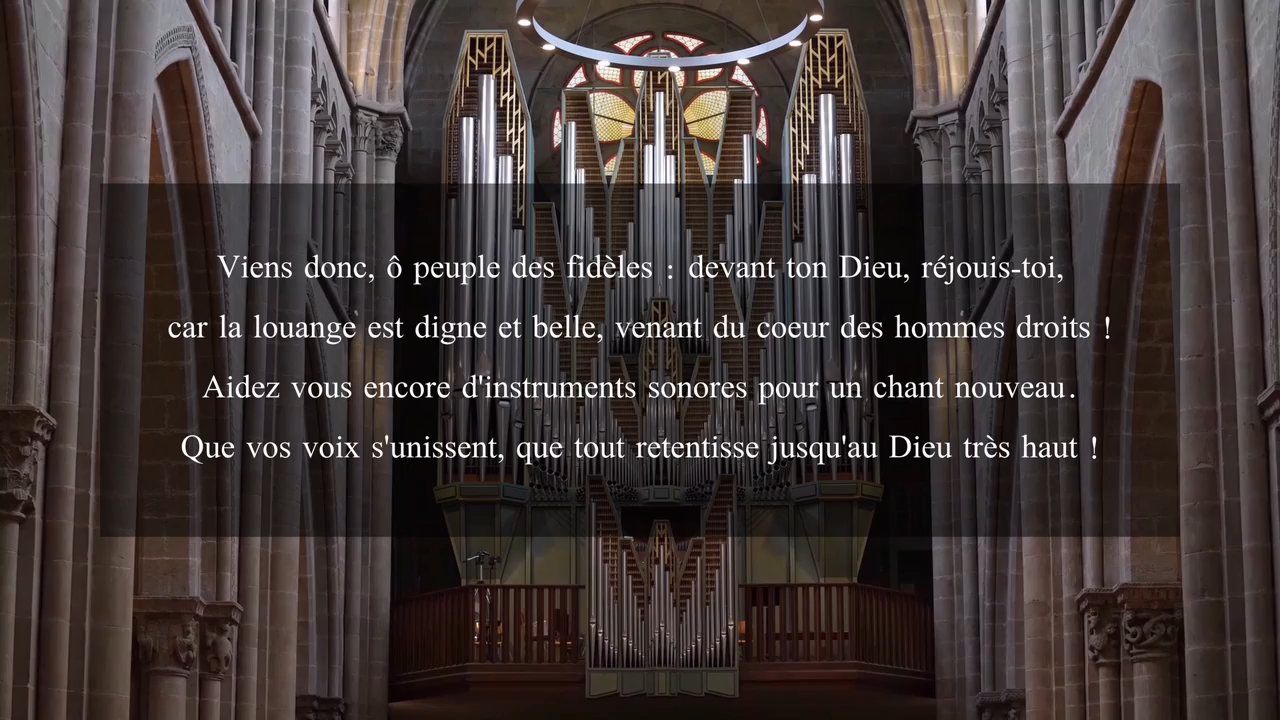 Viens donc, ô peuple des fidèles : devant ton Dieu, réjouis-toi,
car la louange est digne et belle, venant du coeur des hommes droits !
Aidez vous encore d'instruments sonores pour un chant nouveau.
Que vos voix s'unissent, que tout retentisse jusqu'au Dieu très haut !